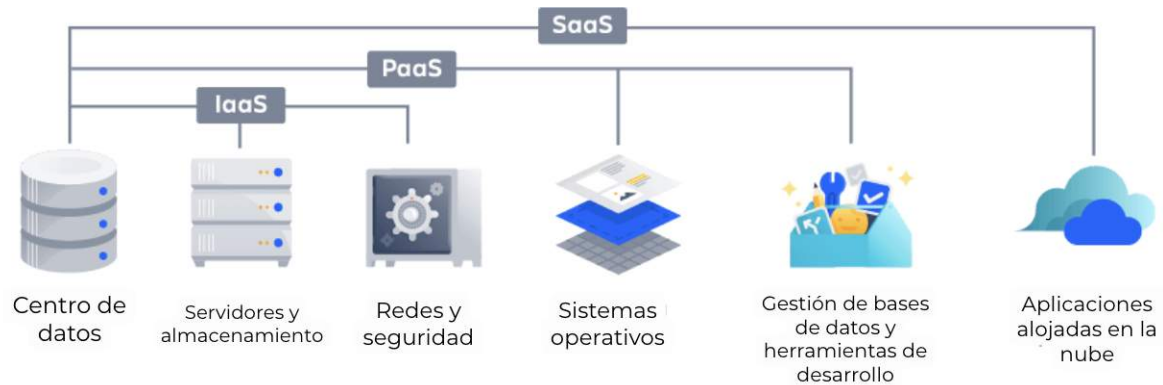 SaaS
PaaS
IaaS
Centro de
datos
Servidores y
almacenamiento
Redes y
seguridad
Sistemas
operativos
Gestión de bases
de datos y
herramientas de
desarrollo
Aplicaciones
alojadas en la
nube